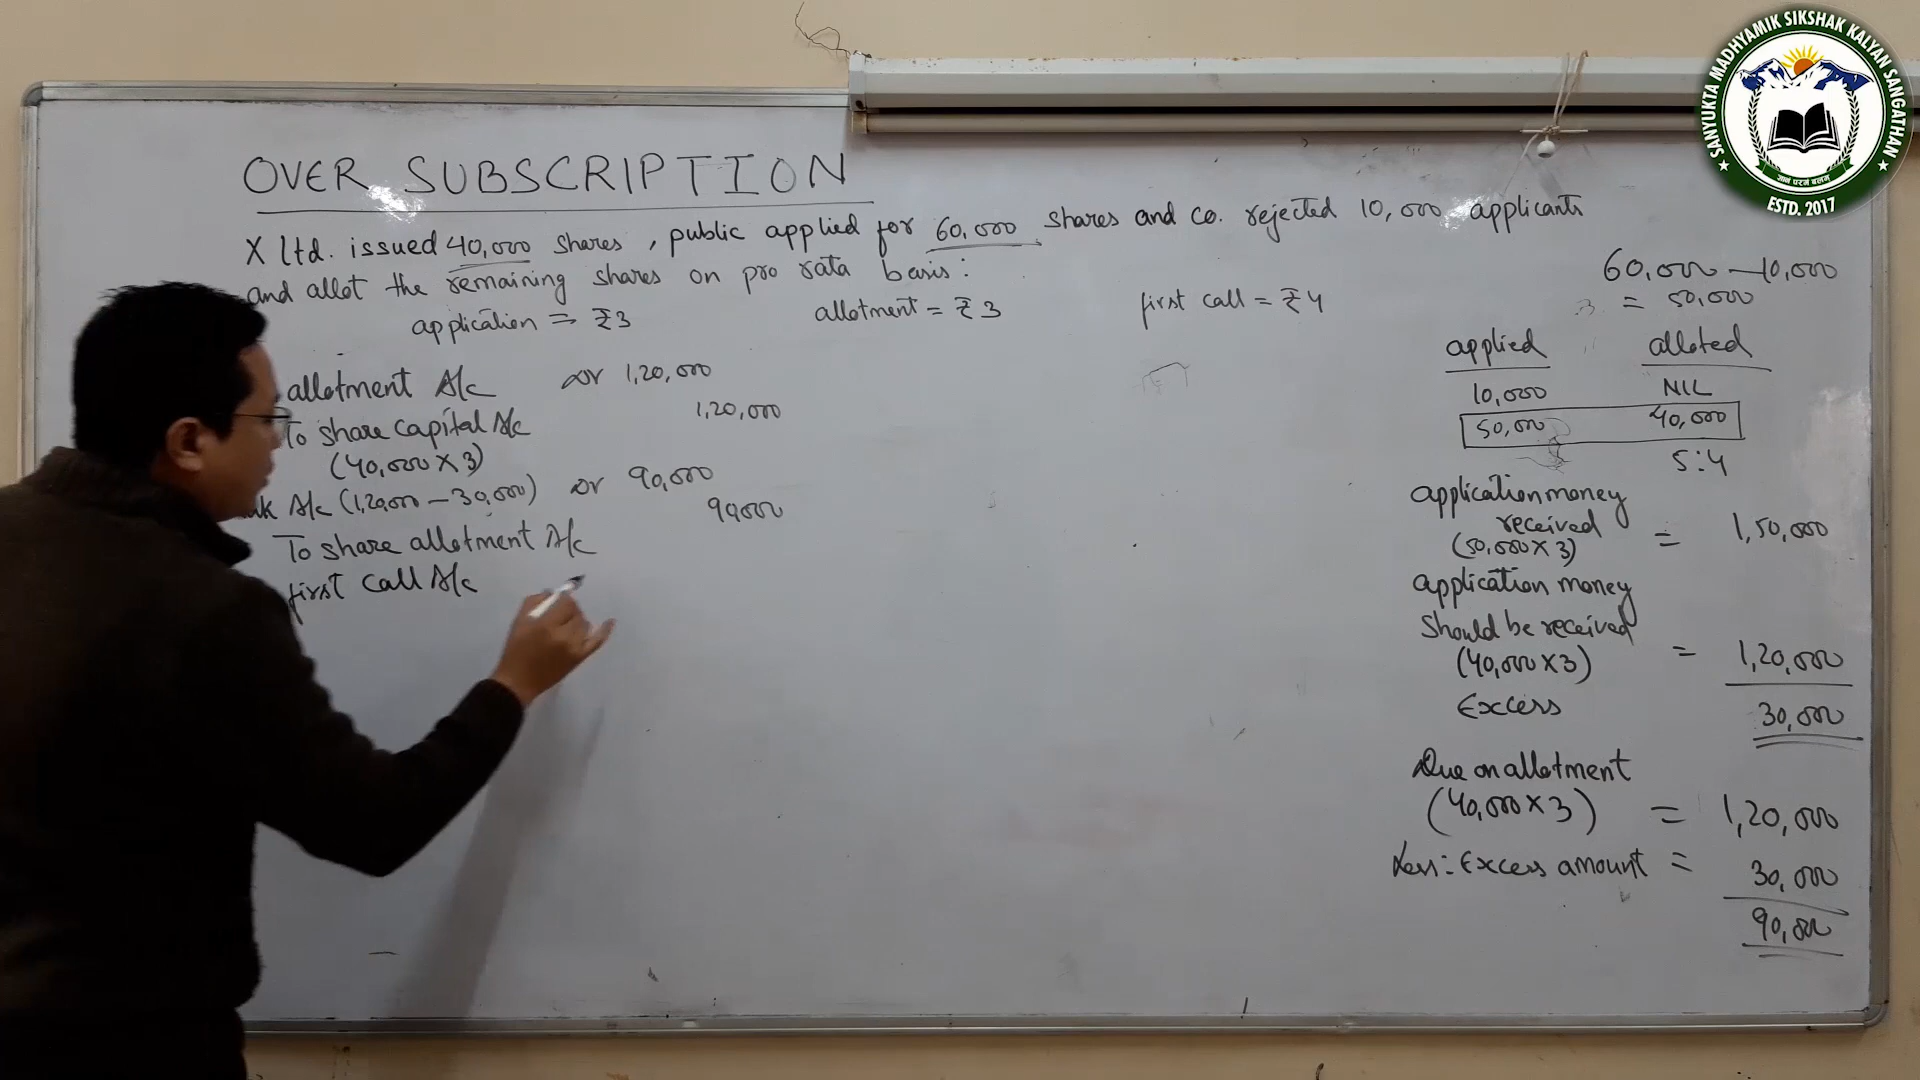 OVER SUBSCRIPTION
X ltd. issued 40,000 shares, public applied for 60,000 shares and co. rejected 10,000 applicants
and allot the remaining shares on pro rata basis:
application = ₹3 allotment = ₹3 first call = ₹4
allotment A/c Dr 1,20,000
To share capital A/c 1,20,000
(40,000 X 3)
A/c (1,20,000 - 30,000) Dr 90,000
To share allotment A/c 90,000
first call A/c
60,000 - 10,000
= 50,000
applied alloted
10,000 NIL
50,000 40,000
5:4
application money
received = 1,50,000
(50,000 X 3)
application money
Should be received
(40,000 X 3) = 1,20,000
Excess 30,000
Due on allotment
(40,000 X 3) = 1,20,000
Less: Excess amount = 30,000
90,000
SANYUKTA MADHYAMIK SIKSHAK KALYAN SANGATHAN
ESTD. 2017